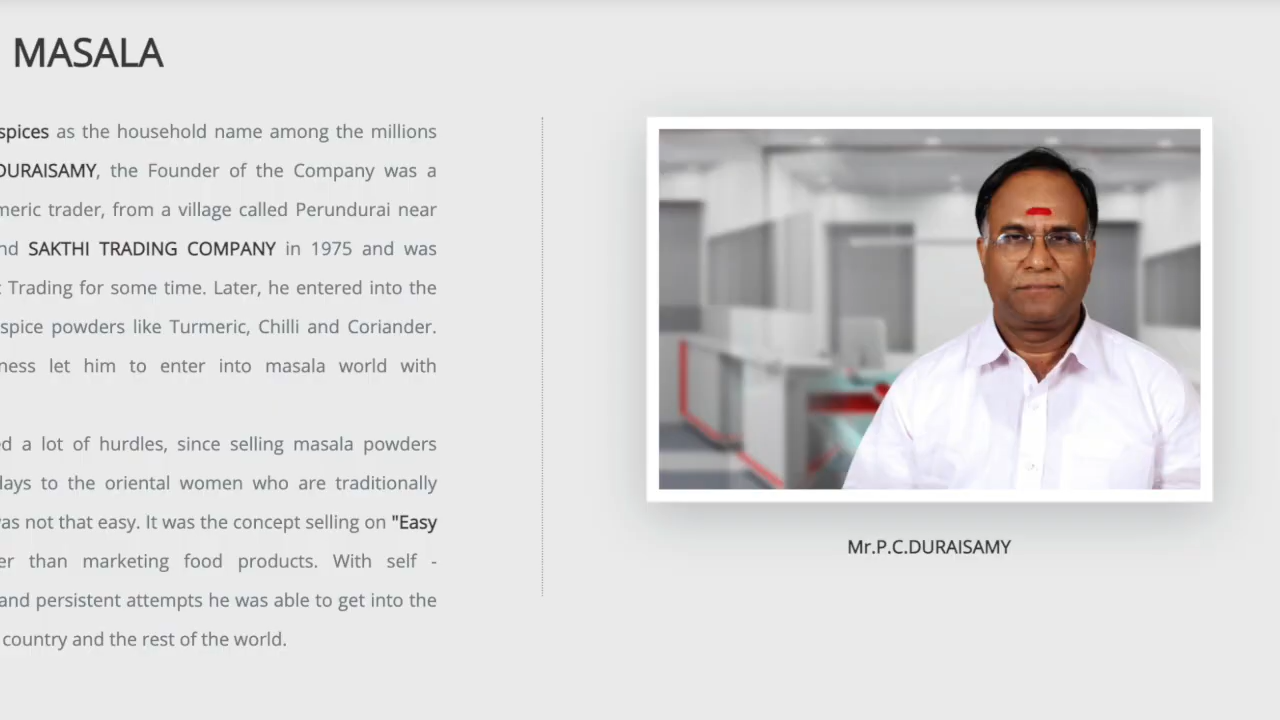 MASALA
spices as the household name among the millions
DURAISAMY, the Founder of the Company was a
meric trader, from a village called Perundurai near
nd SAKTHI TRADING COMPANY in 1975 and was
Trading for some time. Later, he entered into the
spice powders like Turmeric, Chilli and Coriander.
ness let him to enter into masala world with
ed a lot of hurdles, since selling masala powders
days to the oriental women who are traditionally
was not that easy. It was the concept selling on "Easy
er than marketing food products. With self -
and persistent attempts he was able to get into the
country and the rest of the world.
Mr.P.C.DURAISAMY